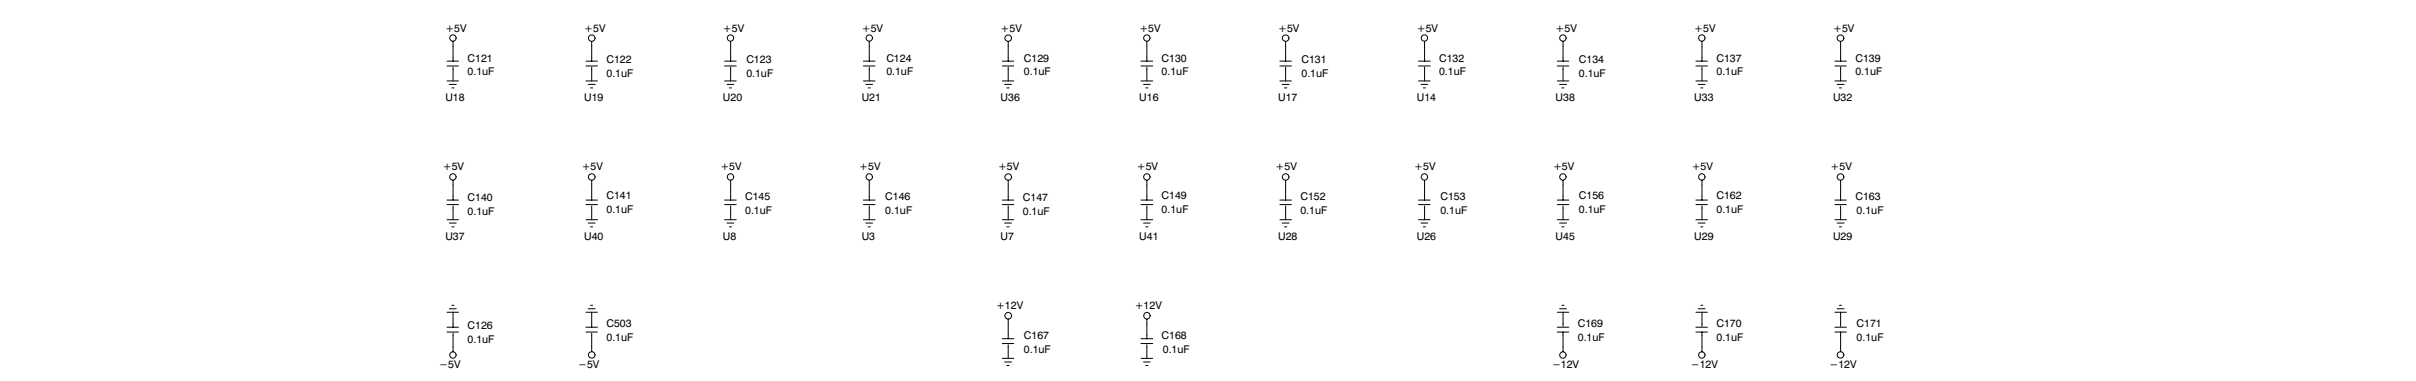 +5V +5V +5V +5V +5V +5V +5V +5V +5V +5V +5V
C121 C122 C123 C124 C129 C130 C131 C132 C134 C137 C139
0.1uF 0.1uF 0.1uF 0.1uF 0.1uF 0.1uF 0.1uF 0.1uF 0.1uF 0.1uF 0.1uF
U18 U19 U20 U21 U36 U16 U17 U14 U38 U33 U32
+5V +5V +5V +5V +5V +5V +5V +5V +5V +5V +5V
C140 C141 C145 C146 C147 C149 C152 C153 C156 C162 C163
0.1uF 0.1uF 0.1uF 0.1uF 0.1uF 0.1uF 0.1uF 0.1uF 0.1uF 0.1uF 0.1uF
U37 U40 U8 U3 U7 U41 U28 U26 U45 U29 U29
+12V +12V
C126 C503 C167 C168 C169 C170 C171
0.1uF 0.1uF 0.1uF 0.1uF 0.1uF 0.1uF 0.1uF
−5V −5V −12V −12V −12V